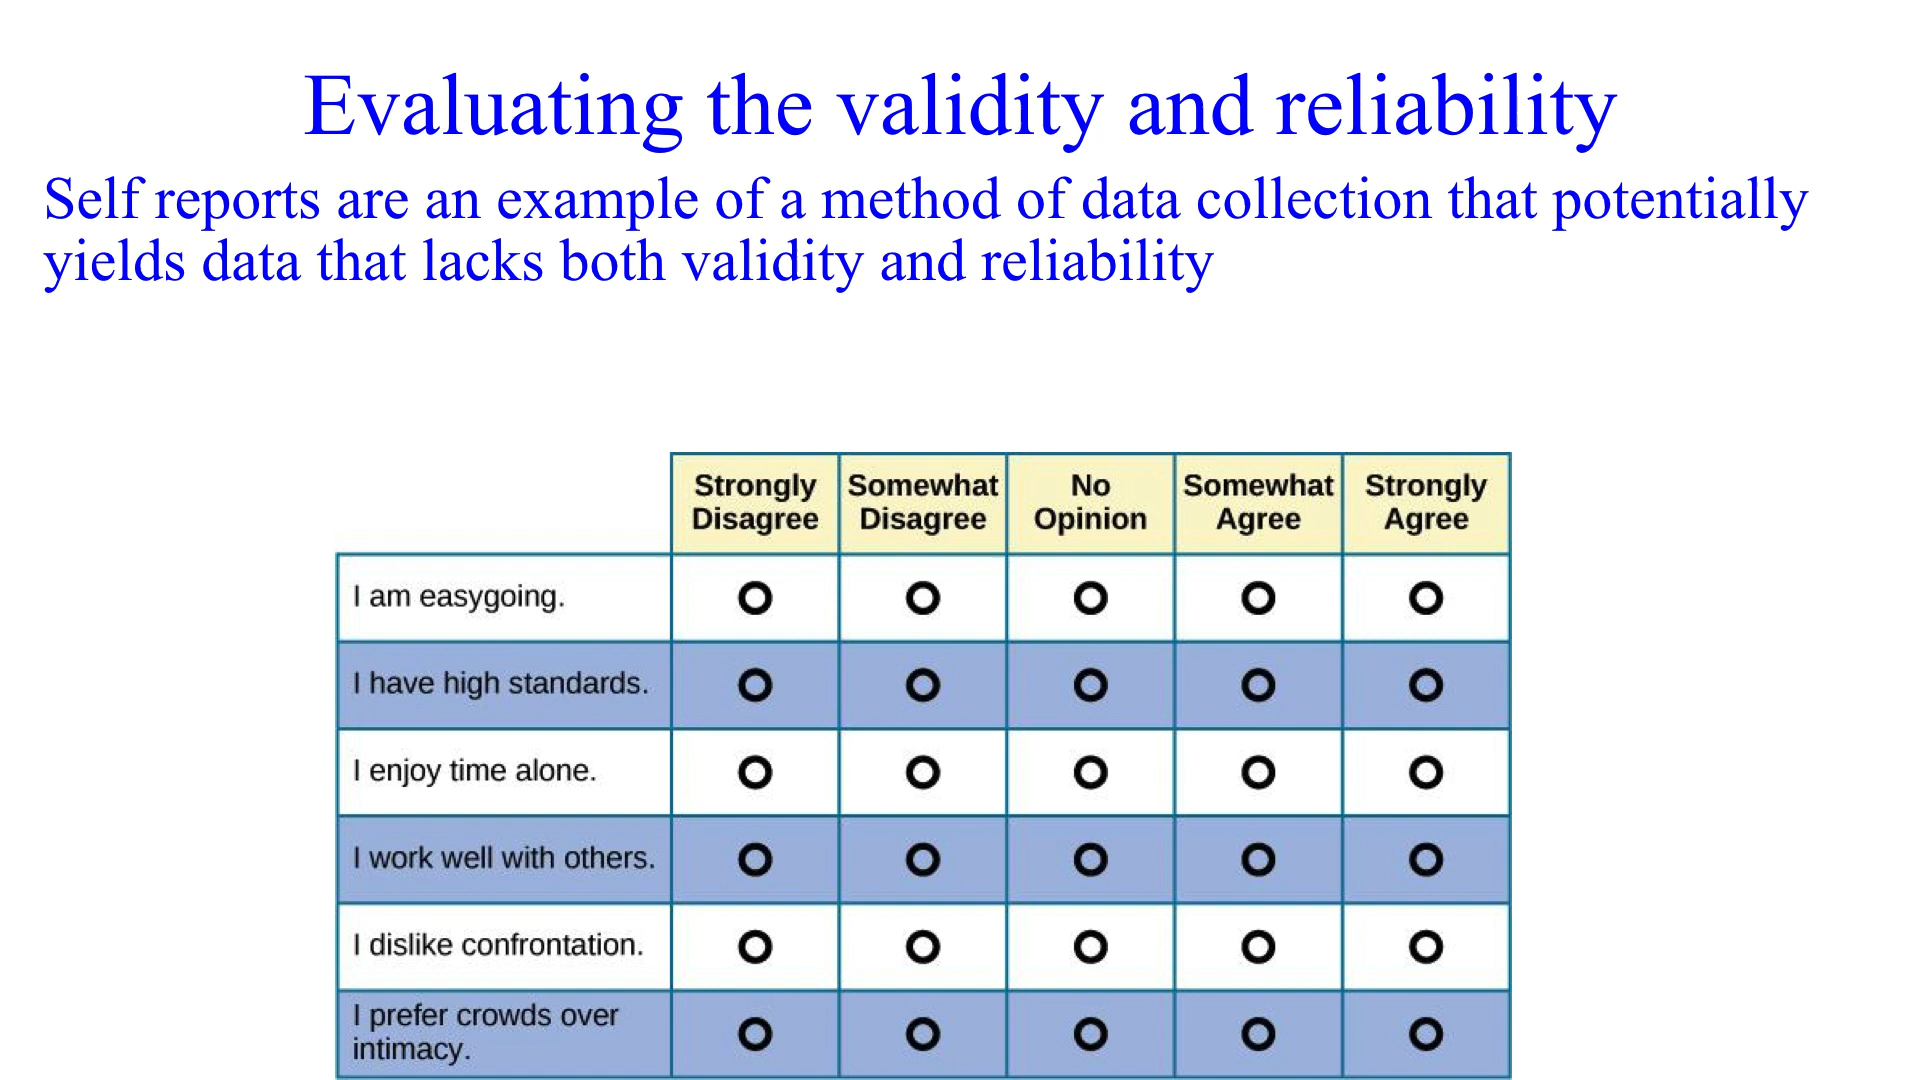 Evaluating the validity and reliability
Self reports are an example of a method of data collection that potentially
yields data that lacks both validity and reliability
Strongly Disagree
Somewhat Disagree
No Opinion
Somewhat Agree
Strongly Agree
I am easygoing.
I have high standards.
I enjoy time alone.
I work well with others.
I dislike confrontation.
I prefer crowds over
intimacy.